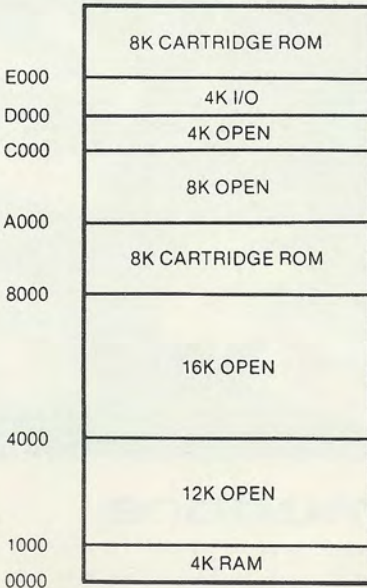 8K CARTRIDGE ROM
E000
4K I/O
D000
4K OPEN
C000
8K OPEN
A000
8K CARTRIDGE ROM
8000
16K OPEN
4000
12K OPEN
1000
4K RAM
0000